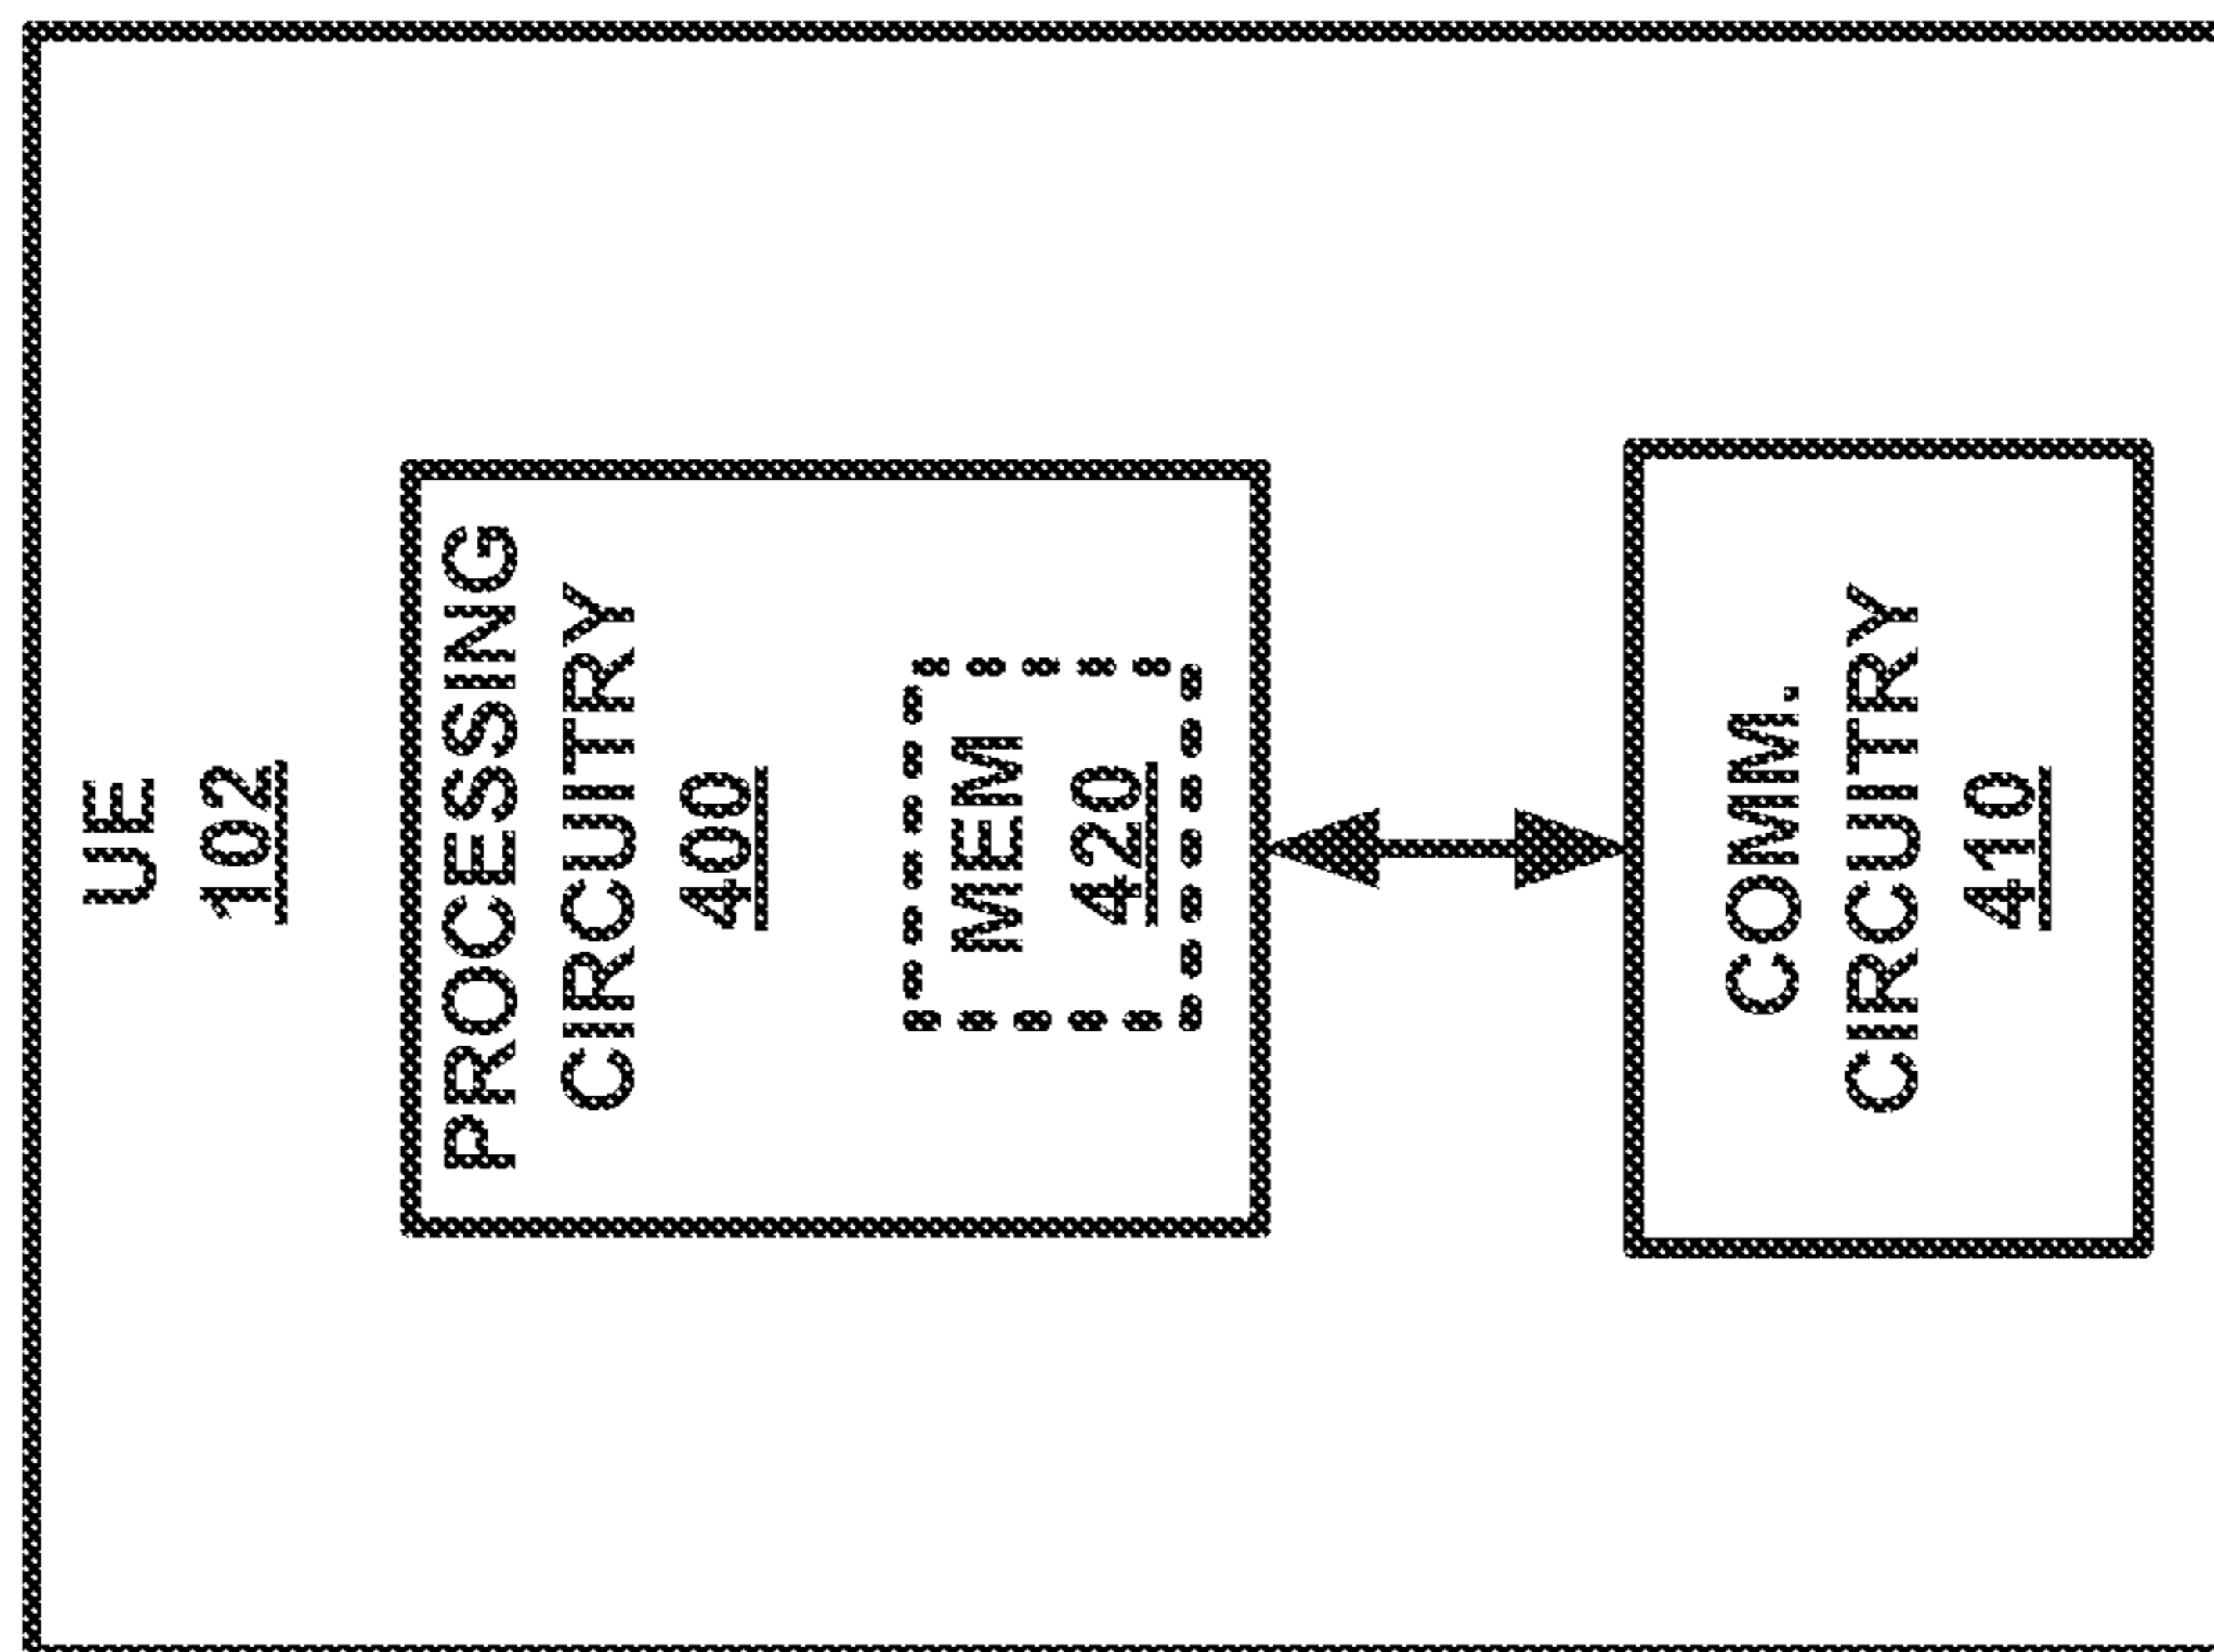 UE
102
PROCESSING
CIRCUITRY
400
MEM
420
COMM.
CIRCUITRY
410